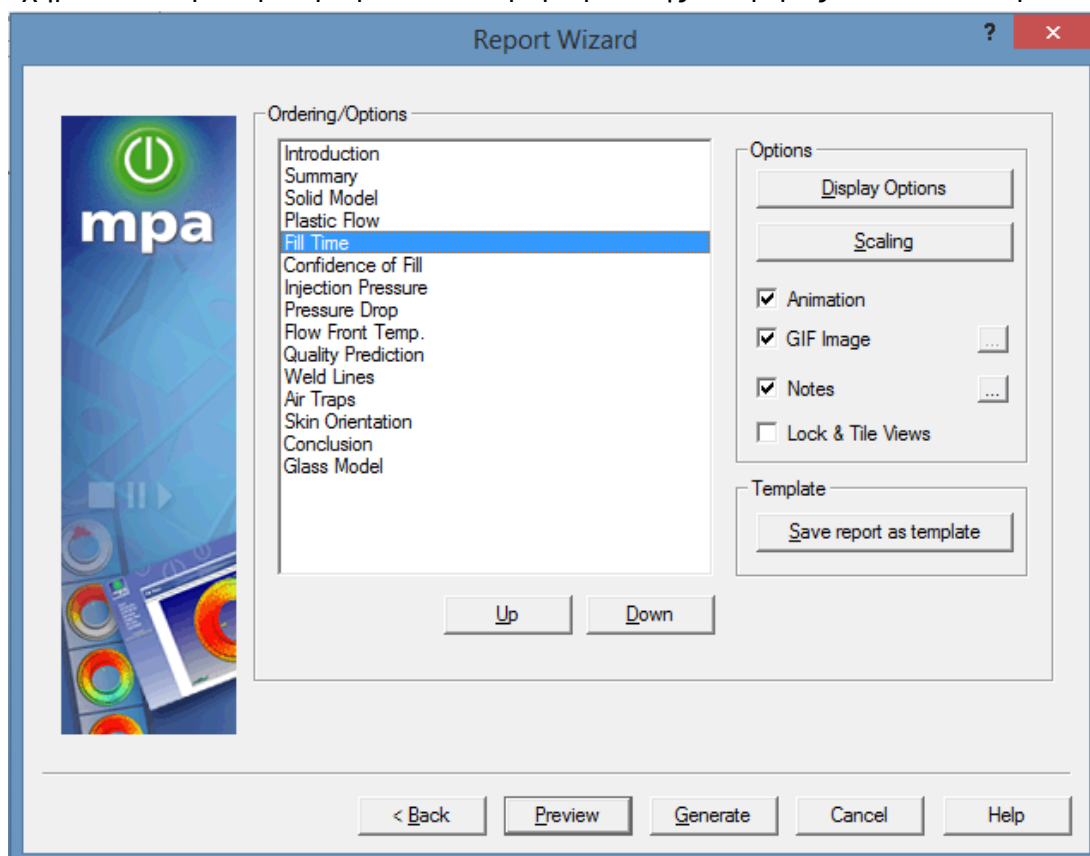 Report Wizard
?
×
mpa
Ordering/Options
Introduction
Summary
Solid Model
Plastic Flow
Fill Time
Confidence of Fill
Injection Pressure
Pressure Drop
Flow Front Temp.
Quality Prediction
Weld Lines
Air Traps
Skin Orientation
Conclusion
Glass Model
Up
Down
Options
Display Options
Scaling
Animation
GIF Image
...
Notes
...
Lock & Tile Views
Template
Save report as template
< Back
Preview
Generate
Cancel
Help